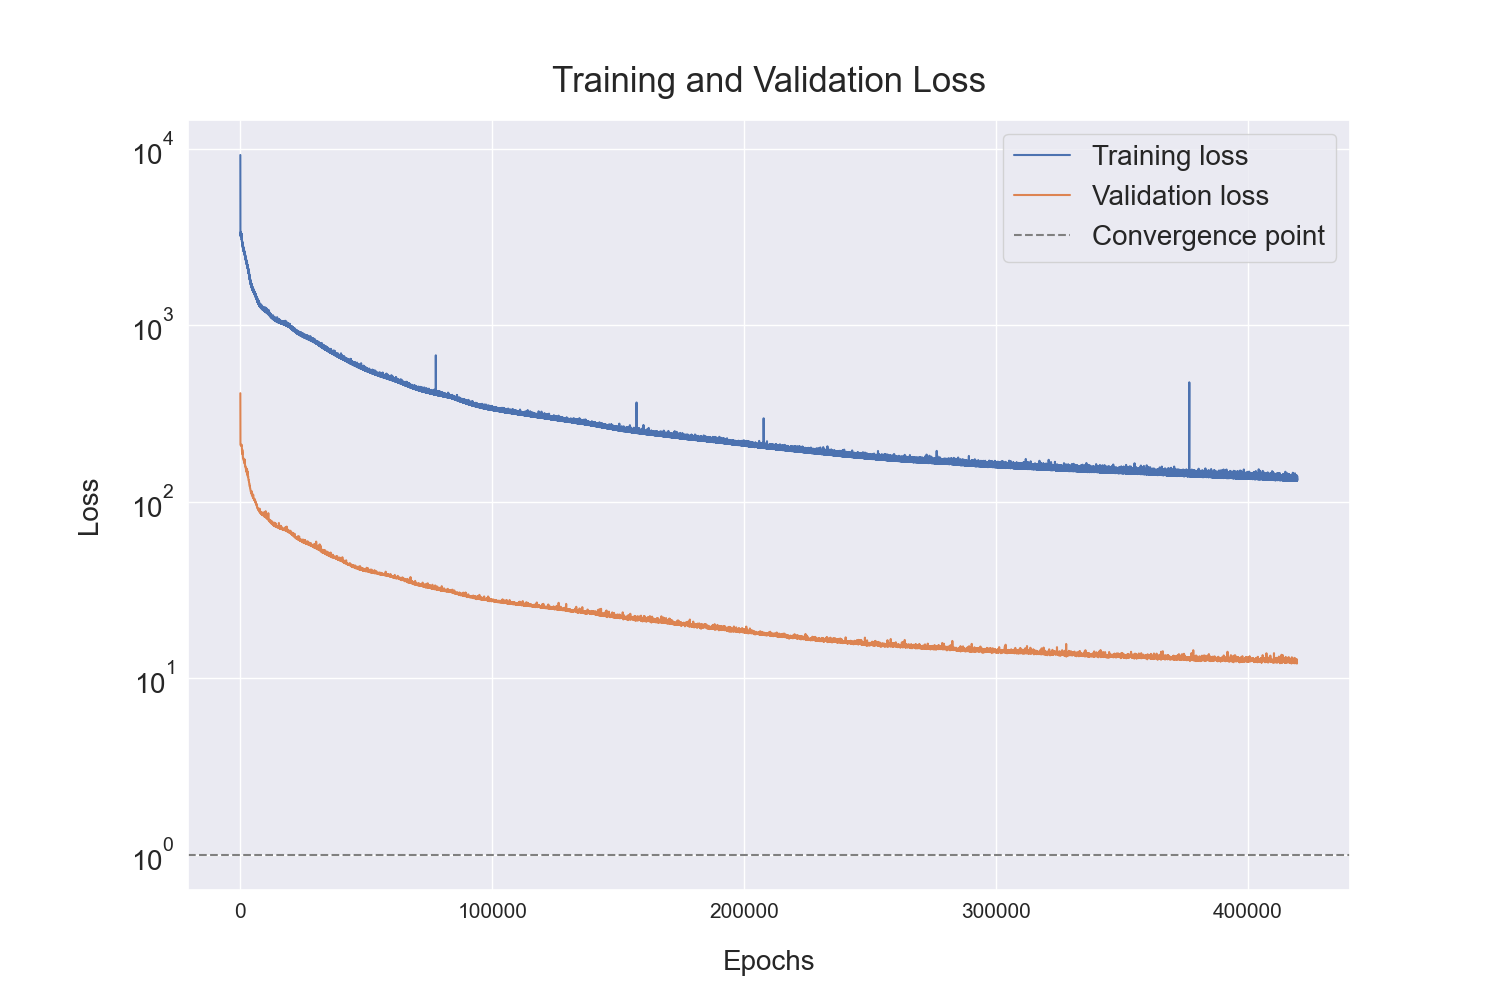 Training and Validation Loss
Training loss
Validation loss
Convergence point
10^4
10^3
10^2
10^1
10^0
Loss
0 100000 200000 300000 400000
Epochs